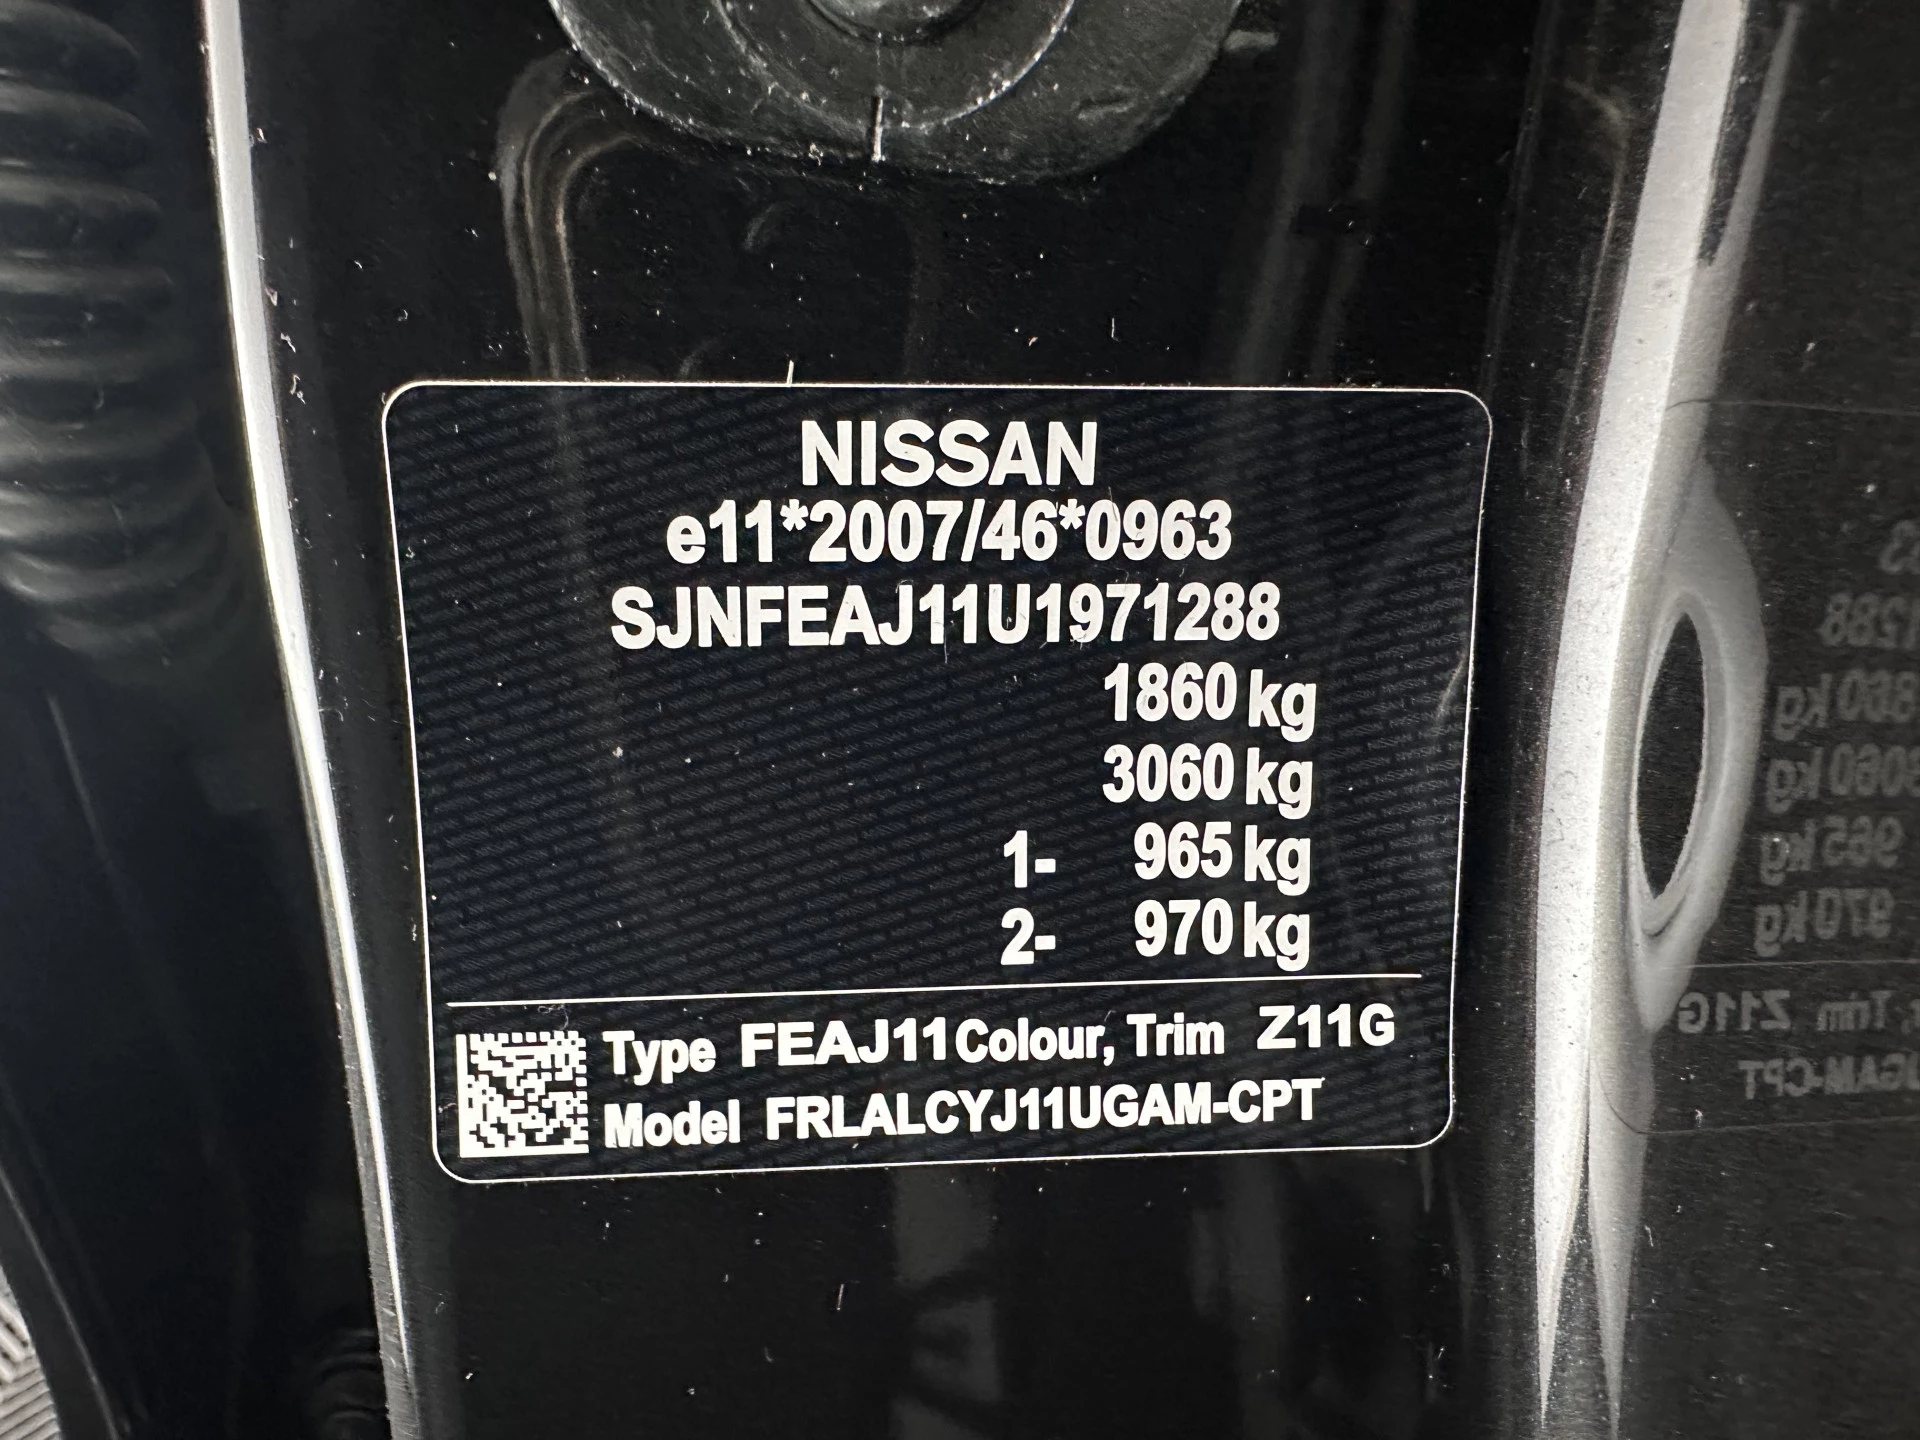 NISSAN
e11*2007/46*0963
SJNFEAJ11U1971288
1860 kg
3060 kg
1- 965 kg
2- 970 kg
Type FEAJ11 Colour, Trim Z11G
Model FRLALCYJ11UGAM-CPT